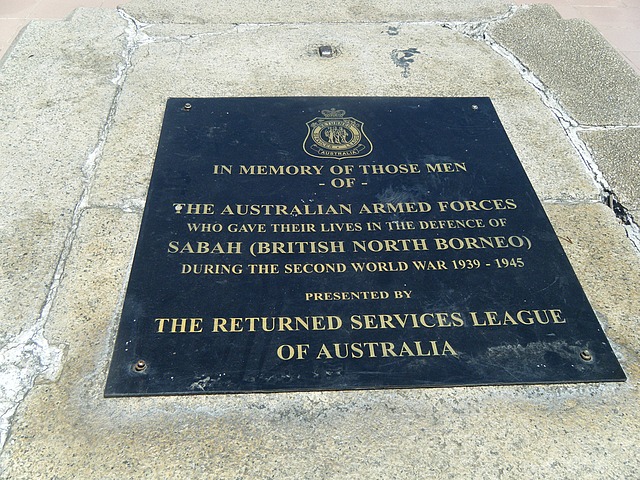 RETURNED
AUSTRALIA
IN MEMORY OF THOSE MEN
- OF -
THE AUSTRALIAN ARMED FORCES
WHO GAVE THEIR LIVES IN THE DEFENCE OF
SABAH (BRITISH NORTH BORNEO)
DURING THE SECOND WORLD WAR 1939 - 1945
PRESENTED BY
THE RETURNED SERVICES LEAGUE
OF AUSTRALIA